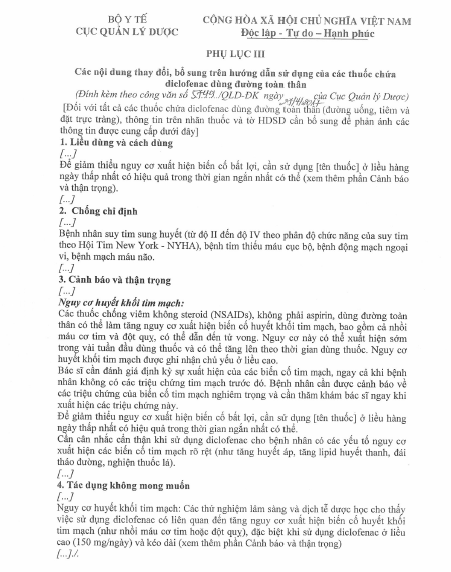 BỘ Y TẾ
CỤC QUẢN LÝ DƯỢC
CỘNG HÒA XÃ HỘI CHỦ NGHĨA VIỆT NAM
Độc lập - Tự do – Hạnh phúc
PHỤ LỤC III
Các nội dung thay đổi, bổ sung trên hướng dẫn sử dụng của các thuốc chứa
diclofenac dùng đường toàn thân
(Đính kèm theo công văn số /QLD-ĐK ngày của Cục Quản lý Dược)
[Đối với tất cả các thuốc chứa diclofenac dùng đường toàn thân (đường uống, tiêm và
đặt trực tràng), thông tin trên nhãn thuốc và tờ HDSD cần bổ sung để phản ánh các
thông tin được cung cấp dưới đây]
1. Liều dùng và cách dùng
[...]
Để giảm thiểu nguy cơ xuất hiện biến cố bất lợi, cần sử dụng [tên thuốc] ở liều hàng
ngày thấp nhất có hiệu quả trong thời gian ngắn nhất có thể (xem thêm phần Cảnh báo
và thận trọng).
[...]
2. Chống chỉ định
[...]
Bệnh nhân suy tim sung huyết (từ độ II đến độ IV theo phân độ chức năng của suy tim
theo Hội Tim New York - NYHA), bệnh tim thiếu máu cục bộ, bệnh động mạch ngoại
vi, bệnh mạch máu não.
[...]
3. Cảnh báo và thận trọng
[...]
Nguy cơ huyết khối tim mạch:
Các thuốc chống viêm không steroid (NSAIDs), không phải aspirin, dùng đường toàn
thân có thể làm tăng nguy cơ xuất hiện biến cố huyết khối tim mạch, bao gồm cả nhồi
máu cơ tim và đột quỵ, có thể dẫn đến tử vong. Nguy cơ này có thể xuất hiện sớm
trong vài tuần đầu dùng thuốc và có thể tăng lên theo thời gian dùng thuốc. Nguy cơ
huyết khối tim mạch được ghi nhận chủ yếu ở liều cao.
Bác sĩ cần đánh giá định kỳ sự xuất hiện của các biến cố tim mạch, ngay cả khi bệnh
nhân không có các triệu chứng tim mạch trước đó. Bệnh nhân cần được cảnh báo về
các triệu chứng của biến cố tim mạch nghiêm trọng và cần thăm khám bác sĩ ngay khi
xuất hiện các triệu chứng này.
Để giảm thiểu nguy cơ xuất hiện biến cố bất lợi, cần sử dụng [tên thuốc] ở liều hàng
ngày thấp nhất có hiệu quả trong thời gian ngắn nhất có thể.
Cần cân nhắc cẩn thận khi sử dụng diclofenac cho bệnh nhân có các yếu tố nguy cơ
xuất hiện các biến cố tim mạch rõ rệt (như tăng huyết áp, tăng lipid huyết thanh, đái
tháo đường, nghiện thuốc lá).
[...]
4. Tác dụng không mong muốn
[...]
Nguy cơ huyết khối tim mạch: Các thử nghiệm lâm sàng và dịch tễ dược học cho thấy
việc sử dụng diclofenac có liên quan đến tăng nguy cơ xuất hiện biến cố huyết khối
tim mạch (như nhồi máu cơ tim hoặc đột quỵ), đặc biệt khi sử dụng diclofenac ở liều
cao (150 mg/ngày) và kéo dài (xem thêm phần Cảnh báo và thận trọng)
[...]./.